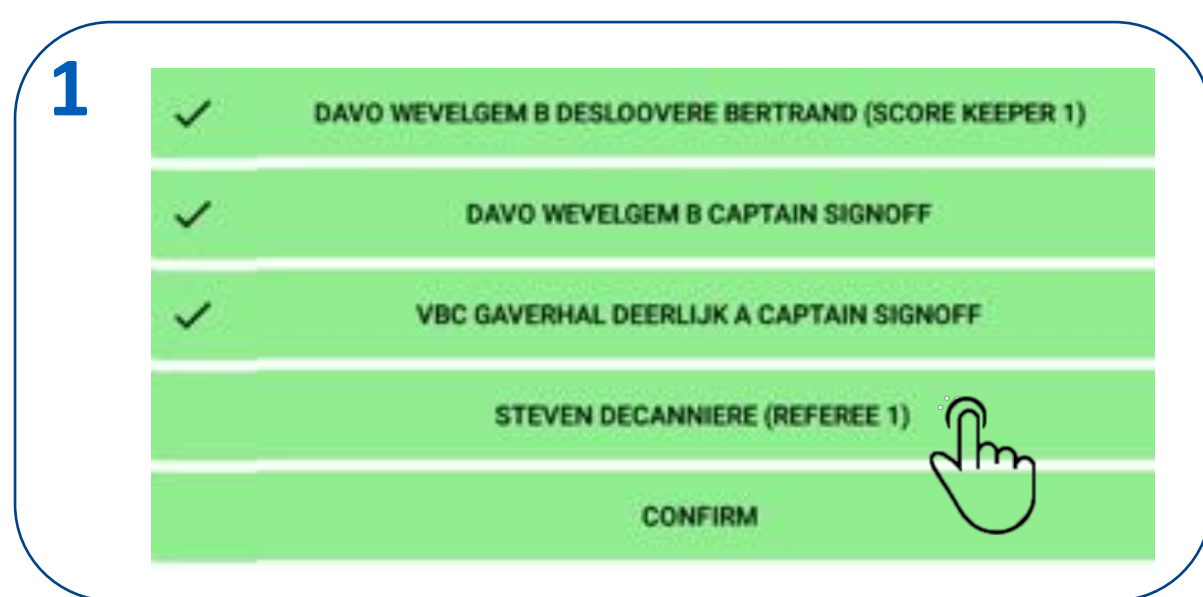 1
DAVO WEVELGEM B DESLOOVERE BERTRAND (SCORE KEEPER 1)
DAVO WEVELGEM B CAPTAIN SIGNOFF
VBC GAVERHAL DEERLIJK A CAPTAIN SIGNOFF
STEVEN DECANNIERE (REFEREE 1)
CONFIRM